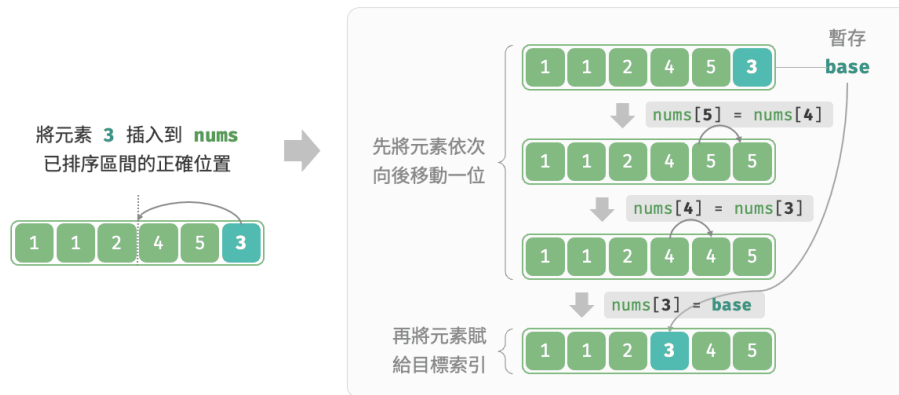 將元素 3 插入到 nums
已排序區間的正確位置
1 1 2 4 5 3
暫存
base
1 1 2 4 5 3
nums[5] = nums[4]
先將元素依次
向後移動一位
1 1 2 4 5 5
nums[4] = nums[3]
1 1 2 4 4 5
nums[3] = base
再將元素賦
給目標索引
1 1 2 3 4 5